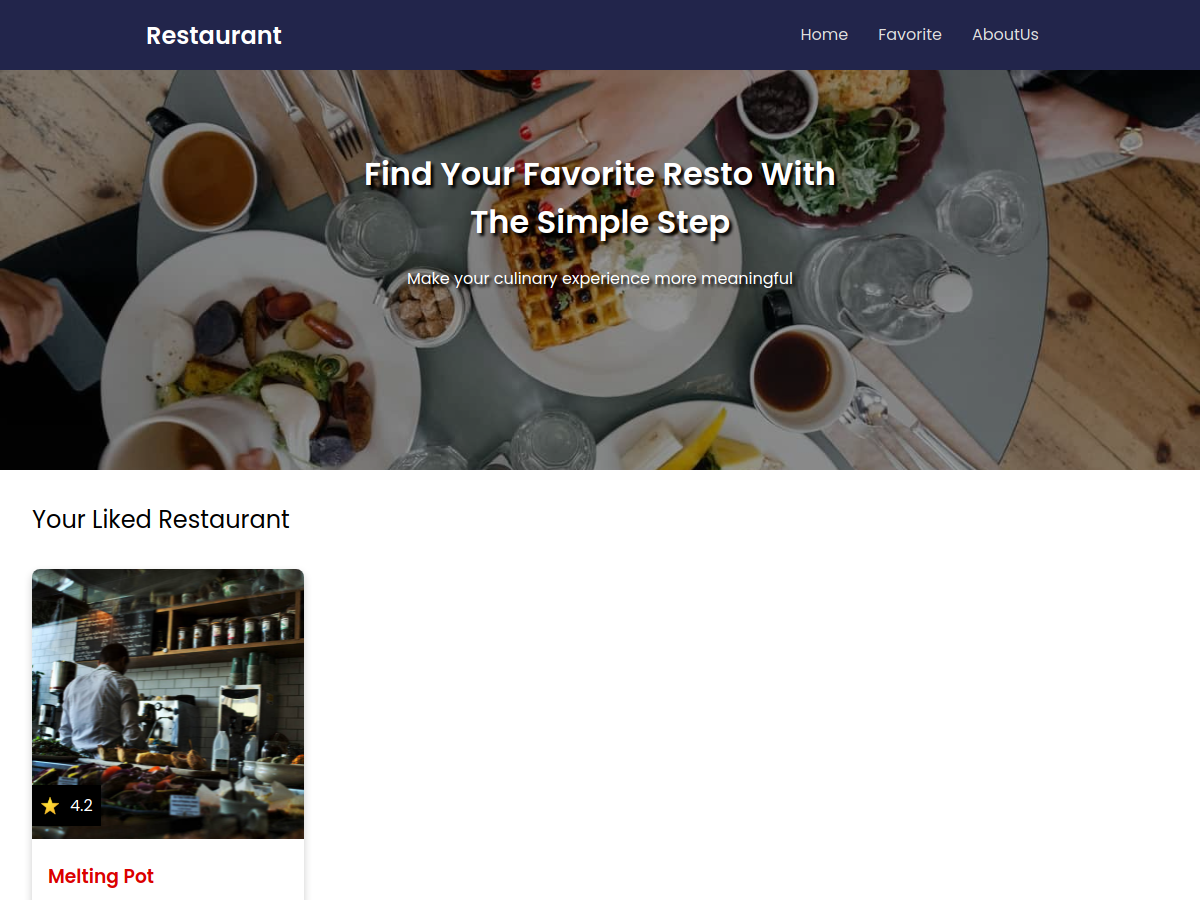 Restaurant
Home
Favorite
AboutUs
Find Your Favorite Resto With
The Simple Step
Make your culinary experience more meaningful
Your Liked Restaurant
4.2
Melting Pot